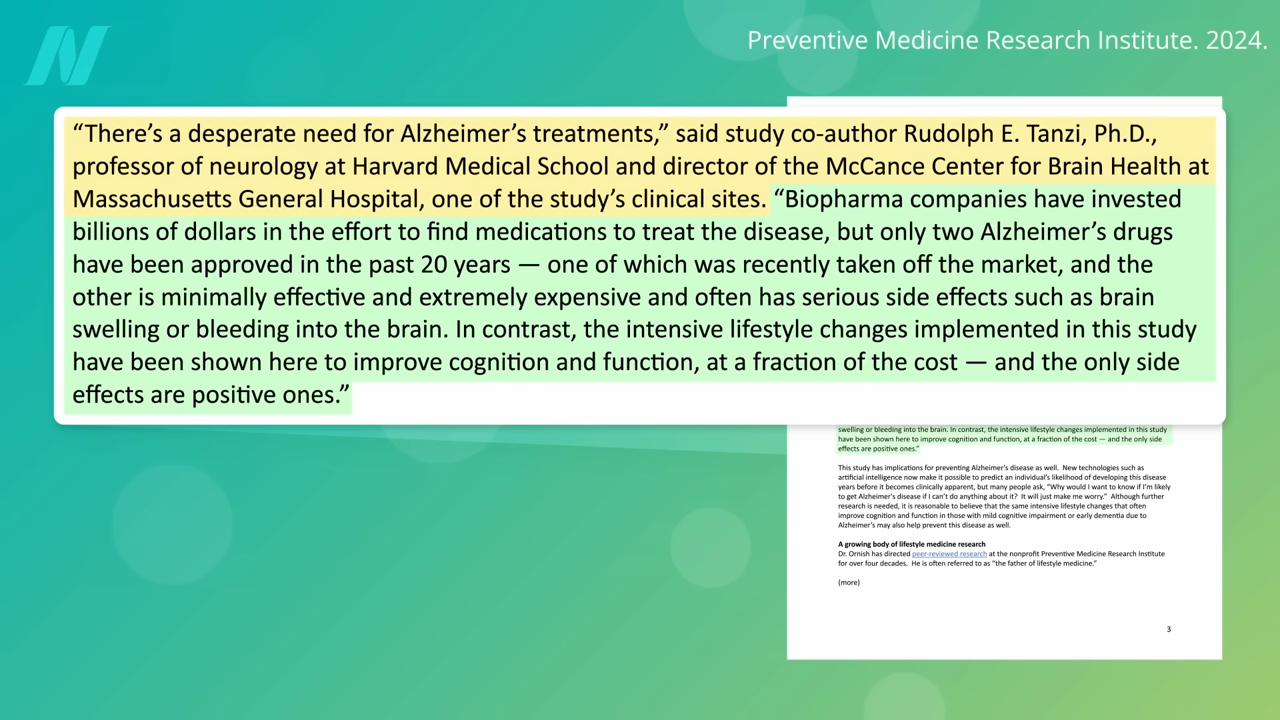 Preventive Medicine Research Institute. 2024.
“There’s a desperate need for Alzheimer’s treatments,” said study co-author Rudolph E. Tanzi, Ph.D.,
professor of neurology at Harvard Medical School and director of the McCance Center for Brain Health at
Massachusetts General Hospital, one of the study’s clinical sites. “Biopharma companies have invested
billions of dollars in the effort to find medications to treat the disease, but only two Alzheimer’s drugs
have been approved in the past 20 years — one of which was recently taken off the market, and the
other is minimally effective and extremely expensive and often has serious side effects such as brain
swelling or bleeding into the brain. In contrast, the intensive lifestyle changes implemented in this study
have been shown here to improve cognition and function, at a fraction of the cost — and the only side
effects are positive ones.”
swelling or bleeding into the brain. In contrast, the intensive lifestyle changes implemented in this study
have been shown here to improve cognition and function, at a fraction of the cost — and the only side
effects are positive ones.”
This study has implications for preventing Alzheimer’s disease as well. New technologies such as
artificial intelligence now make it possible to predict an individual’s likelihood of developing this disease
years before it becomes clinically apparent, but many people ask, “Why would I want to know if I’m likely
to get Alzheimer’s disease if I can’t do anything about it? It will just make me worry.” Although further
research is needed, it is reasonable to believe that the same intensive lifestyle changes that often
improve cognition and function in those with mild cognitive impairment or early dementia due to
Alzheimer’s may also help prevent this disease as well.
A growing body of lifestyle medicine research
Dr. Ornish has directed peer-reviewed research at the nonprofit Preventive Medicine Research Institute
for over four decades. He is often referred to as “the father of lifestyle medicine.”
(more)
3